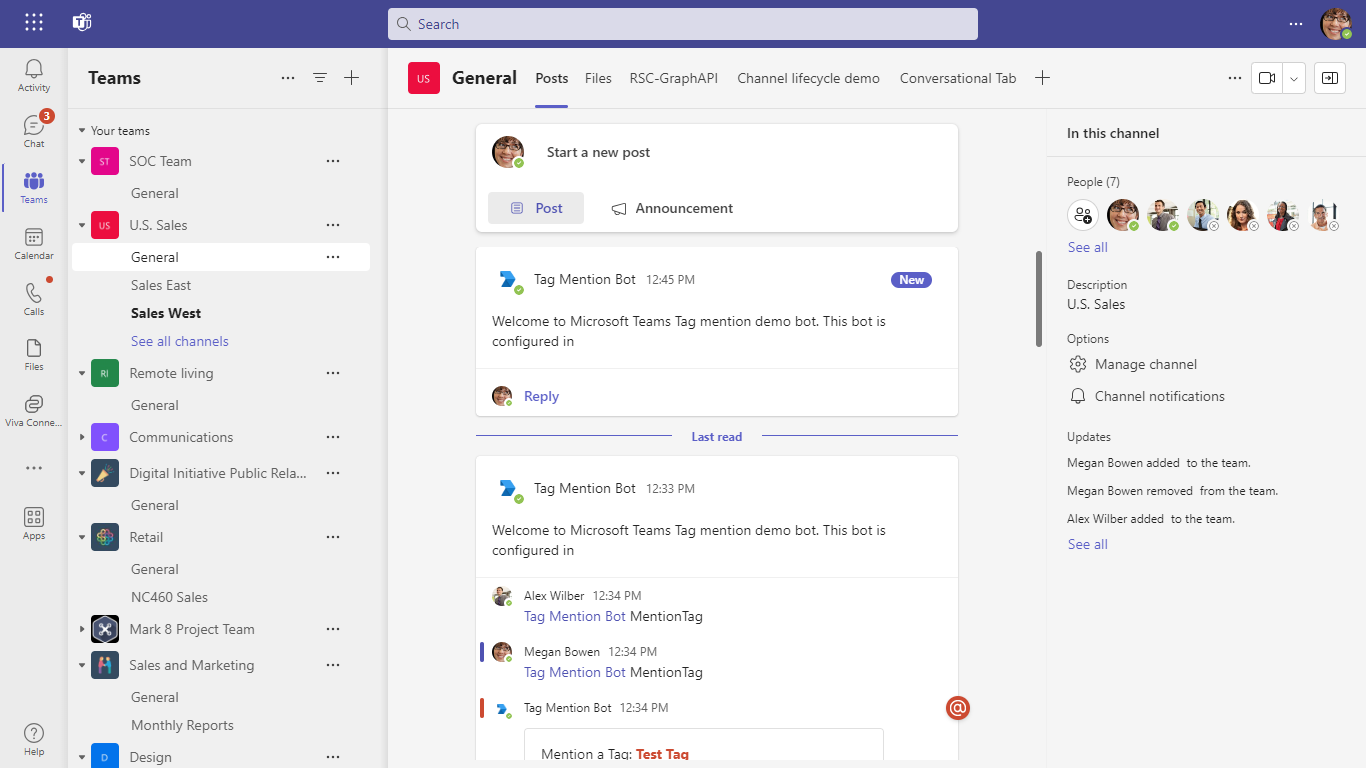 Search
Activity
Chat
3
Teams
Calendar
Calls
Files
Viva Conne...
Apps
Help
Teams
Your teams
ST SOC Team
General
US U.S. Sales
General
Sales East
Sales West
See all channels
RI Remote living
General
C Communications
Digital Initiative Public Rela...
General
Retail
General
NC460 Sales
Mark 8 Project Team
Sales and Marketing
General
Monthly Reports
D Design
US General Posts Files RSC-GraphAPI Channel lifecycle demo Conversational Tab
Start a new post
Post Announcement
Tag Mention Bot 12:45 PM New
Welcome to Microsoft Teams Tag mention demo bot. This bot is
configured in
Reply
Last read
Tag Mention Bot 12:33 PM
Welcome to Microsoft Teams Tag mention demo bot. This bot is
configured in
Alex Wilber 12:34 PM
Tag Mention Bot MentionTag
Megan Bowen 12:34 PM
Tag Mention Bot MentionTag
Tag Mention Bot 12:34 PM @
Mention a Tag: Test Tag
In this channel
People (7)
See all
Description
U.S. Sales
Options
Manage channel
Channel notifications
Updates
Megan Bowen added to the team.
Megan Bowen removed from the team.
Alex Wilber added to the team.
See all